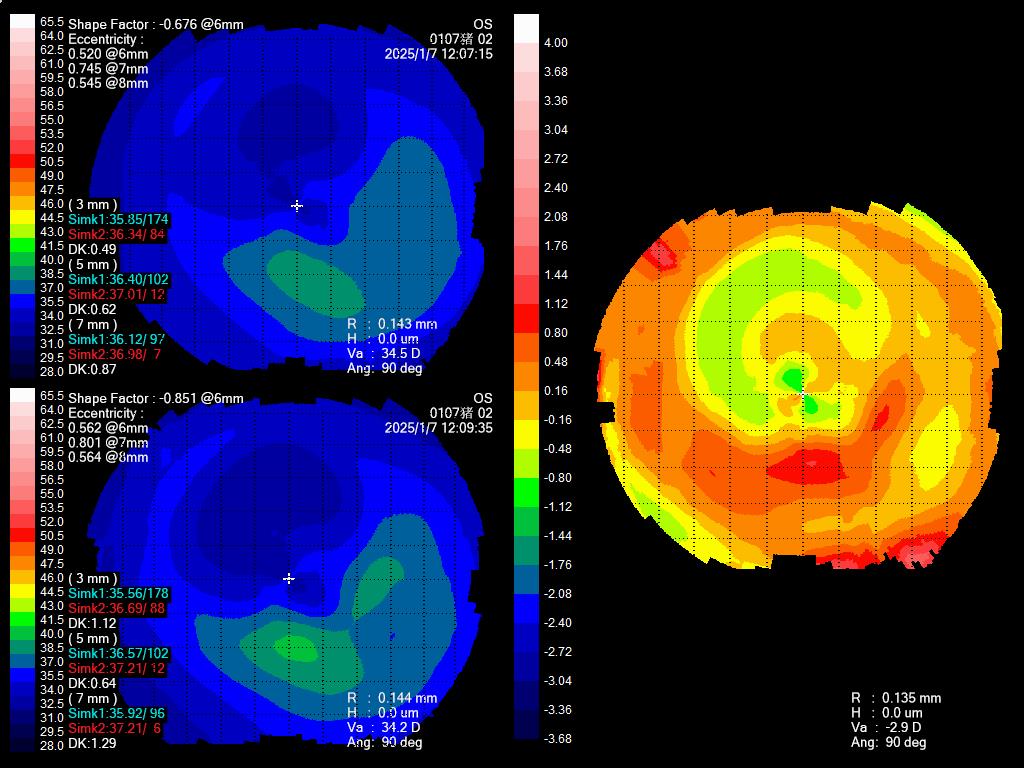 65.5
64.0
62.5
61.0
59.5
58.0
56.5
55.0
53.5
52.0
50.5
49.0
47.5
46.0
44.5
43.0
41.5
40.0
38.5
37.0
35.5
34.0
32.5
31.0
29.5
28.0
Shape Factor : -0.676 @6mm
Eccentricity :
0.520 @6mm
0.745 @7mm
0.545 @8mm
OS
0107猪 02
2025/1/7 12:07:15
( 3 mm )
Simk1:35.85/174
Simk2:36.34/ 84
DK:0.49
( 5 mm )
Simk1:36.40/102
Simk2:37.01/ 12
DK:0.62
( 7 mm )
Simk1:36.12/ 97
Simk2:36.98/ 7
DK:0.87
R : 0.143 mm
H : 0.0 um
Va : 34.5 D
Ang: 90 deg
65.5
64.0
62.5
61.0
59.5
58.0
56.5
55.0
53.5
52.0
50.5
49.0
47.5
46.0
44.5
43.0
41.5
40.0
38.5
37.0
35.5
34.0
32.5
31.0
29.5
28.0
Shape Factor : -0.851 @6mm
Eccentricity :
0.562 @6mm
0.801 @7mm
0.564 @8mm
OS
0107猪 02
2025/1/7 12:09:35
( 3 mm )
Simk1:35.56/178
Simk2:36.69/ 88
DK:1.12
( 5 mm )
Simk1:36.57/102
Simk2:37.21/ 12
DK:0.64
( 7 mm )
Simk1:35.92/ 96
Simk2:37.21/ 6
DK:1.29
R : 0.144 mm
H : 0.0 um
Va : 34.2 D
Ang: 90 deg
4.00
3.68
3.36
3.04
2.72
2.40
2.08
1.76
1.44
1.12
0.80
0.48
0.16
-0.16
-0.48
-0.80
-1.12
-1.44
-1.76
-2.08
-2.40
-2.72
-3.04
-3.36
-3.68
R : 0.135 mm
H : 0.0 um
Va : -2.9 D
Ang: 90 deg